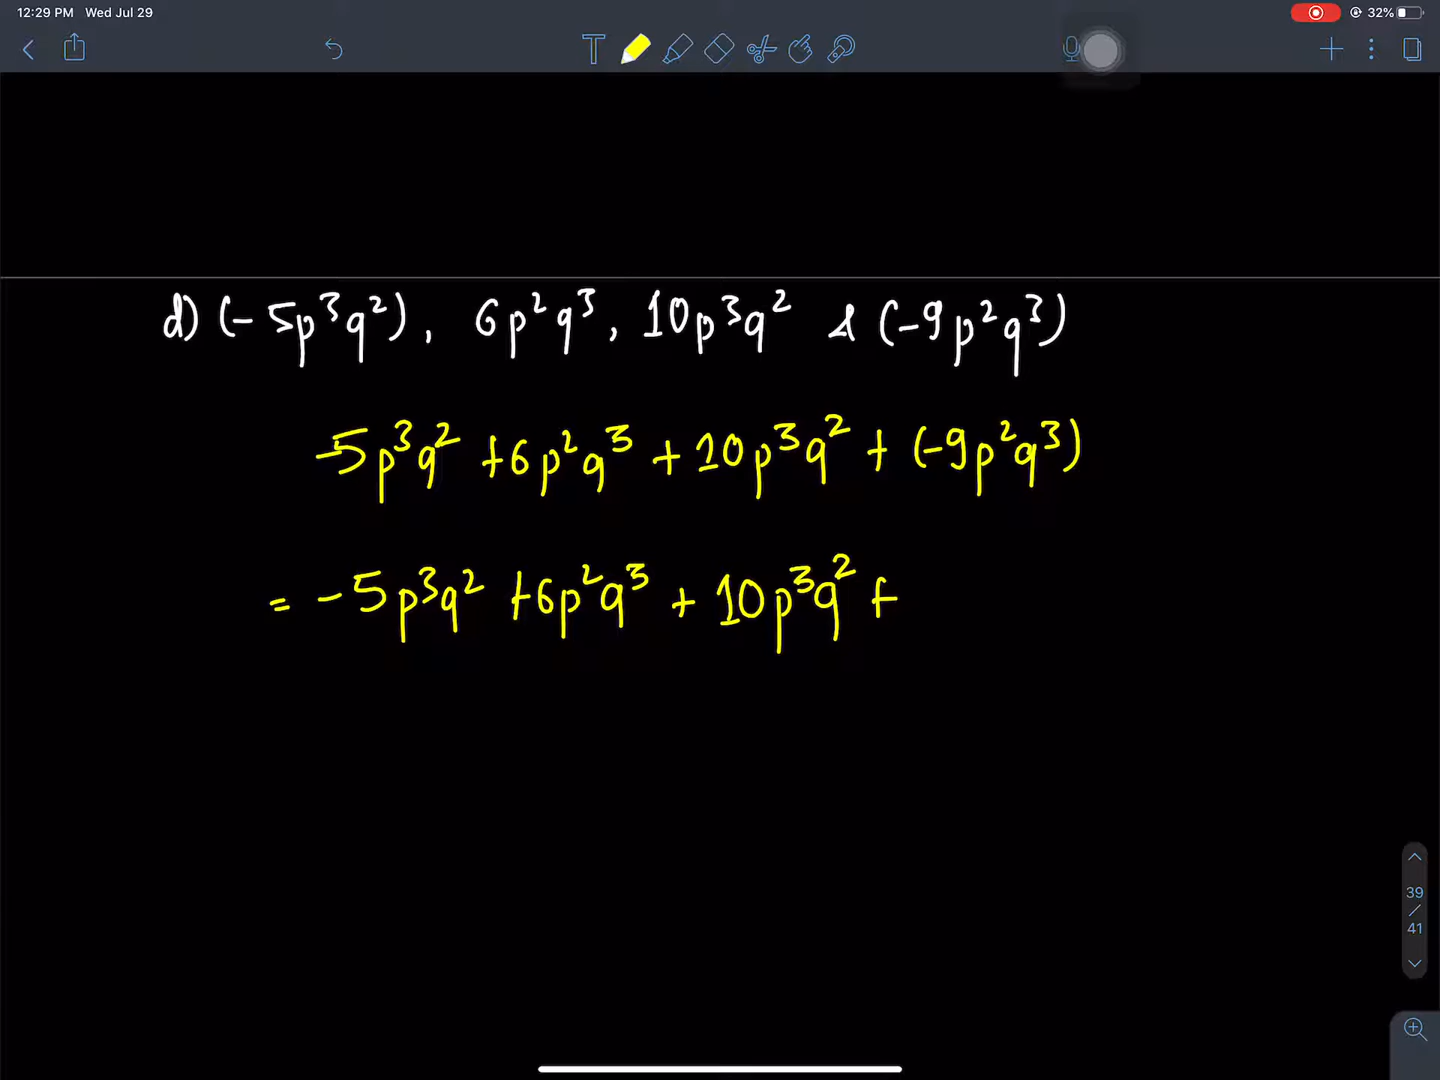 12:29 PM Wed Jul 29 32%
T
d) (-5p³q²), 6p²q³, 10p³q² & (-9p²q³)
-5p³q² +6p²q³ + 10p³q² + (-9p²q³)
= -5p³q² +6p²q³ + 10p³q² +
39
/
41